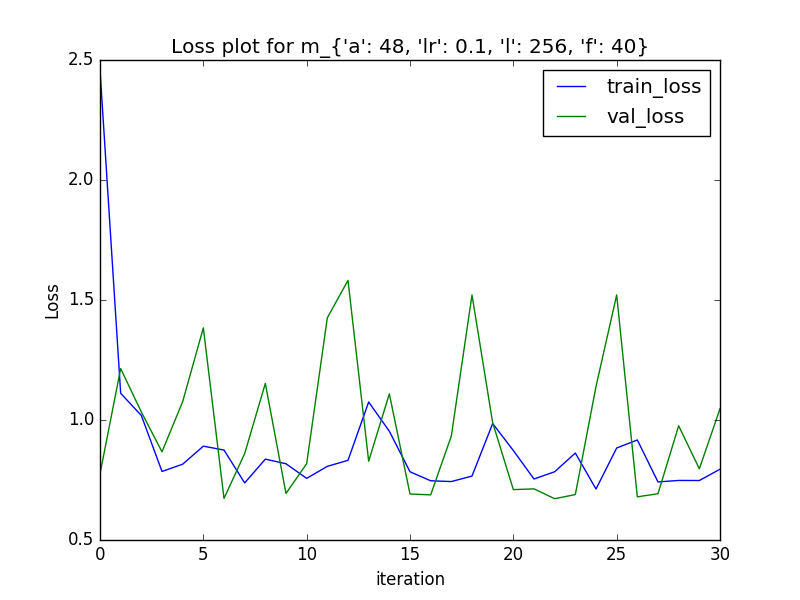 Loss plot for m_{'a': 48, 'lr': 0.1, 'l': 256, 'f': 40}
train_loss
val_loss
2.5
2.0
1.5
1.0
0.5
Loss
0 5 10 15 20 25 30
iteration